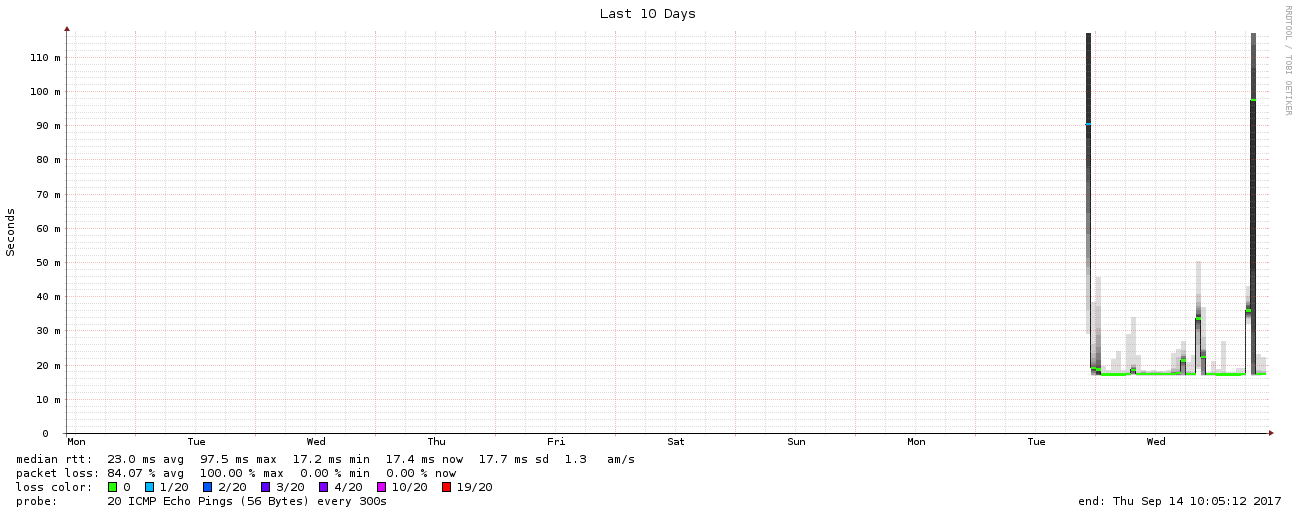 Last 10 Days
RRDTOOL / TOBI OETIKER
Seconds
110 m
100 m
90 m
80 m
70 m
60 m
50 m
40 m
30 m
20 m
10 m
0
Mon Tue Wed Thu Fri Sat Sun Mon Tue Wed
median rtt: 23.0 ms avg 97.5 ms max 17.2 ms min 17.4 ms now 17.7 ms sd 1.3 am/s
packet loss: 84.07 % avg 100.00 % max 0.00 % min 0.00 % now
loss color: 0 1/20 2/20 3/20 4/20 10/20 19/20
probe: 20 ICMP Echo Pings (56 Bytes) every 300s end: Thu Sep 14 10:05:12 2017